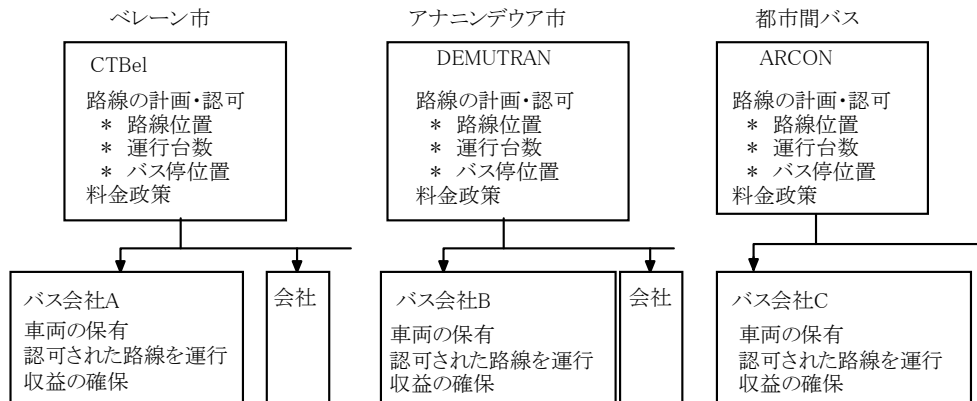 ベレーン市
CTBel
路線の計画・認可
* 路線位置
* 運行台数
* バス停位置
料金政策
バス会社A
車両の保有
認可された路線を運行
収益の確保
会社
アナニンデウア市
DEMUTRAN
路線の計画・認可
* 路線位置
* 運行台数
* バス停位置
料金政策
バス会社B
車両の保有
認可された路線を運行
収益の確保
会社
都市間バス
ARCON
路線の計画・認可
* 路線位置
* 運行台数
* バス停位置
料金政策
バス会社C
車両の保有
認可された路線を運行
収益の確保